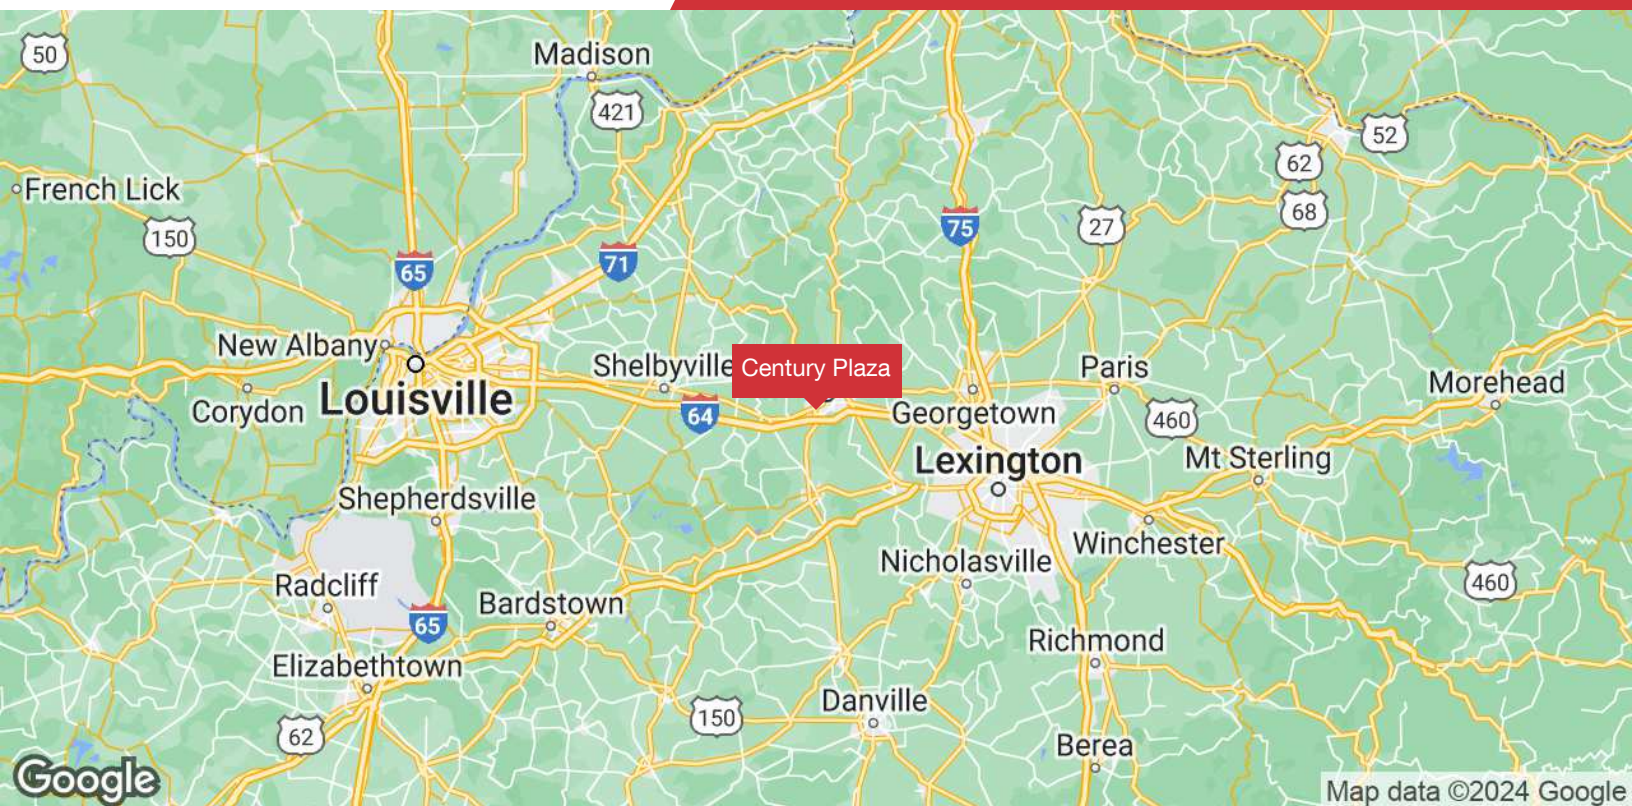 Madison
50
421
52
62
French Lick
68
150
27
75
65
71
New Albany
Shelbyville
Century Plaza
Paris
Morehead
Corydon
Louisville
64
Georgetown
460
Lexington
Mt Sterling
Shepherdsville
Winchester
Nicholasville
460
Radcliff
Bardstown
65
Richmond
Elizabethtown
Danville
150
62
Berea
Google
Map data ©2024 Google